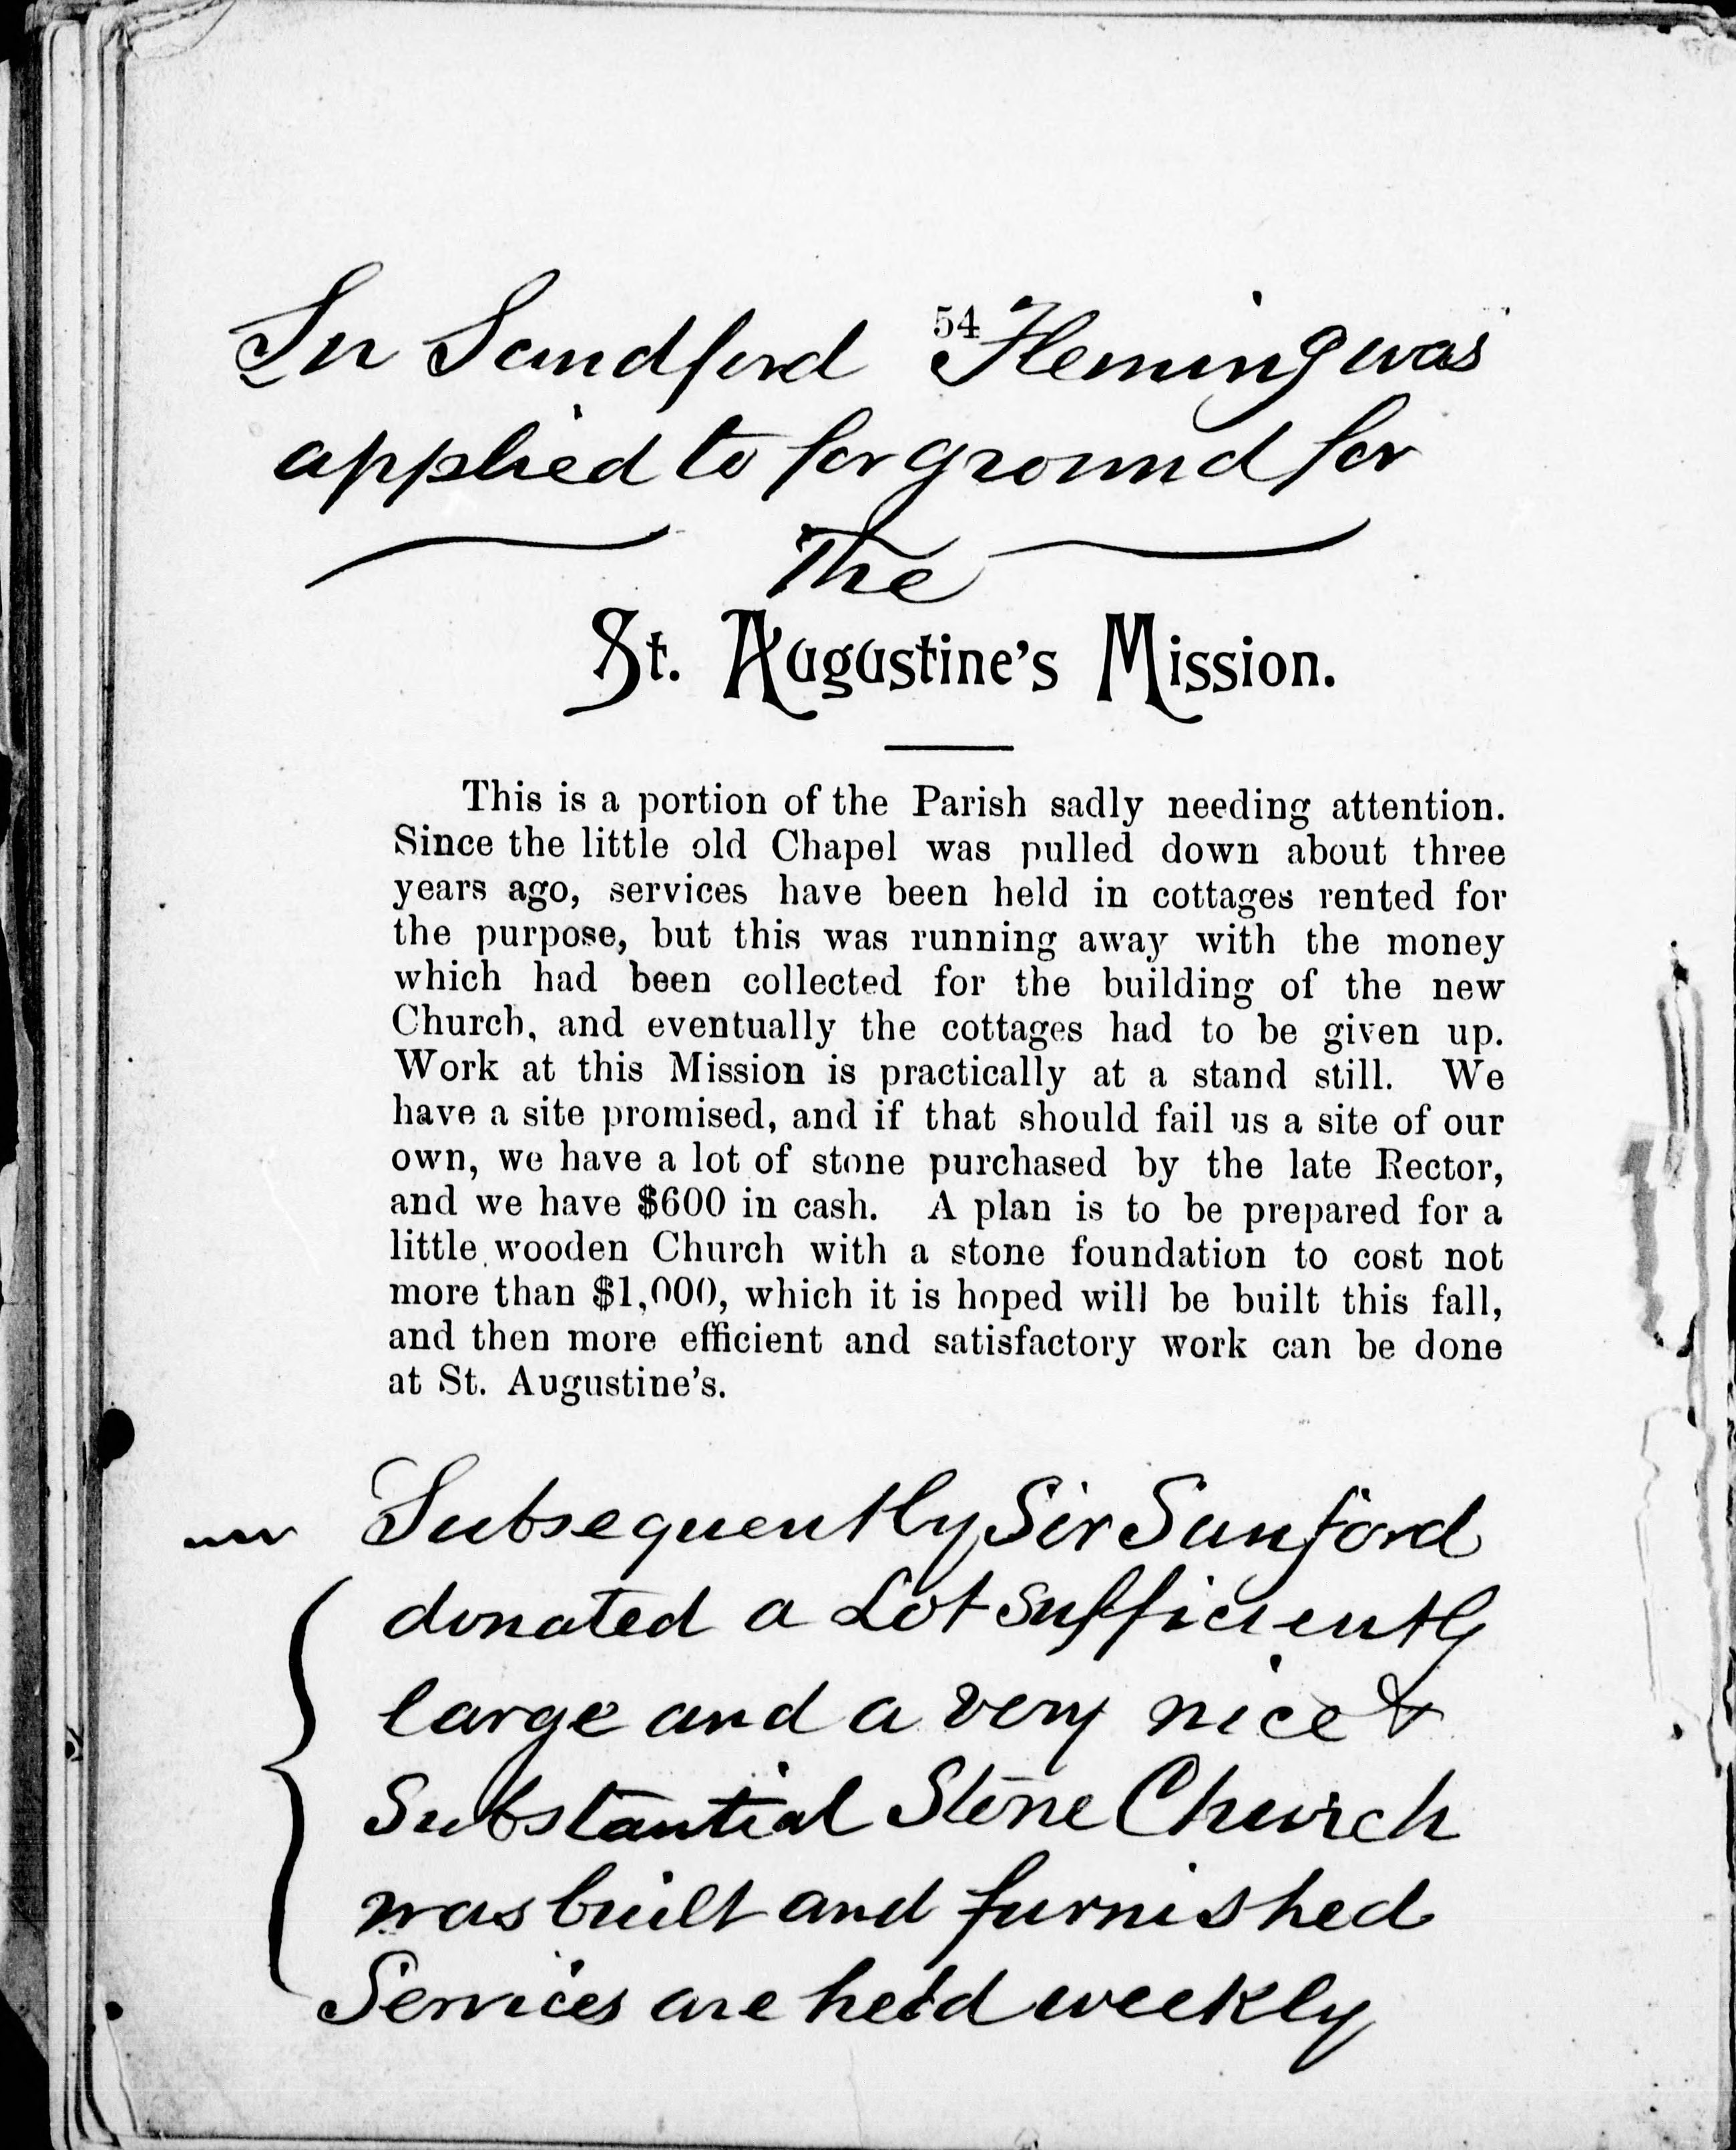 54
Sir Sandford Fleming was
applied to for ground for
The
St. Augustine's Mission.
This is a portion of the Parish sadly needing attention.
Since the little old Chapel was pulled down about three
years ago, services have been held in cottages rented for
the purpose, but this was running away with the money
which had been collected for the building of the new
Church, and eventually the cottages had to be given up.
Work at this Mission is practically at a stand still. We
have a site promised, and if that should fail us a site of our
own, we have a lot of stone purchased by the late Rector,
and we have $600 in cash. A plan is to be prepared for a
little wooden Church with a stone foundation to cost not
more than $1,000, which it is hoped will be built this fall,
and then more efficient and satisfactory work can be done
at St. Augustine's.
Subsequently Sir Sanford
donated a Lot sufficiently
large and a very nice &
Substantial Stone Church
was built and furnished
Services are held weekly